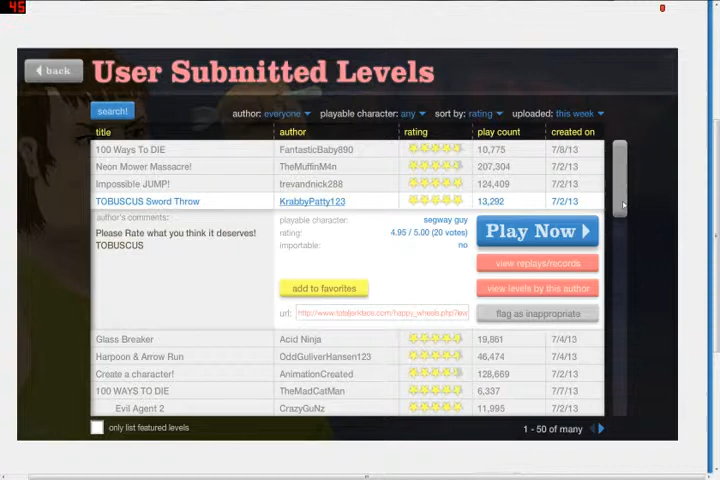 45
back
User Submitted Levels
search!
author: everyone playable character: any sort by: rating uploaded: this week
title author rating play count created on
100 Ways To DIE FantasticBaby890 10,775 7/8/13
Neon Mower Massacre! TheMuffinM4n 207,304 7/2/13
Impossible JUMP! trevandnick288 124,409 7/2/13
TOBUSCUS Sword Throw KrabbyPatty123 13,292 7/2/13
author's comments:
Please Rate what you think it deserves!
TOBUSCUS
playable character: segway guy
rating: 4.95 / 5.00 (20 votes)
importable: no
Play Now
view replays/records
add to favorites
view levels by this author
url: http://www.totaljerkface.com/happy_wheels.php?lev
flag as inappropriate
Glass Breaker Acid Ninja 19,861 7/4/13
Harpoon & Arrow Run OddGuliverHansen123 46,474 7/4/13
Create a character! AnimationCreated 128,669 7/2/13
100 WAYS TO DIE TheMadCatMan 6,337 7/7/13
Evil Agent 2 CrazyGuNz 11,995 7/2/13
only list featured levels
1 - 50 of many